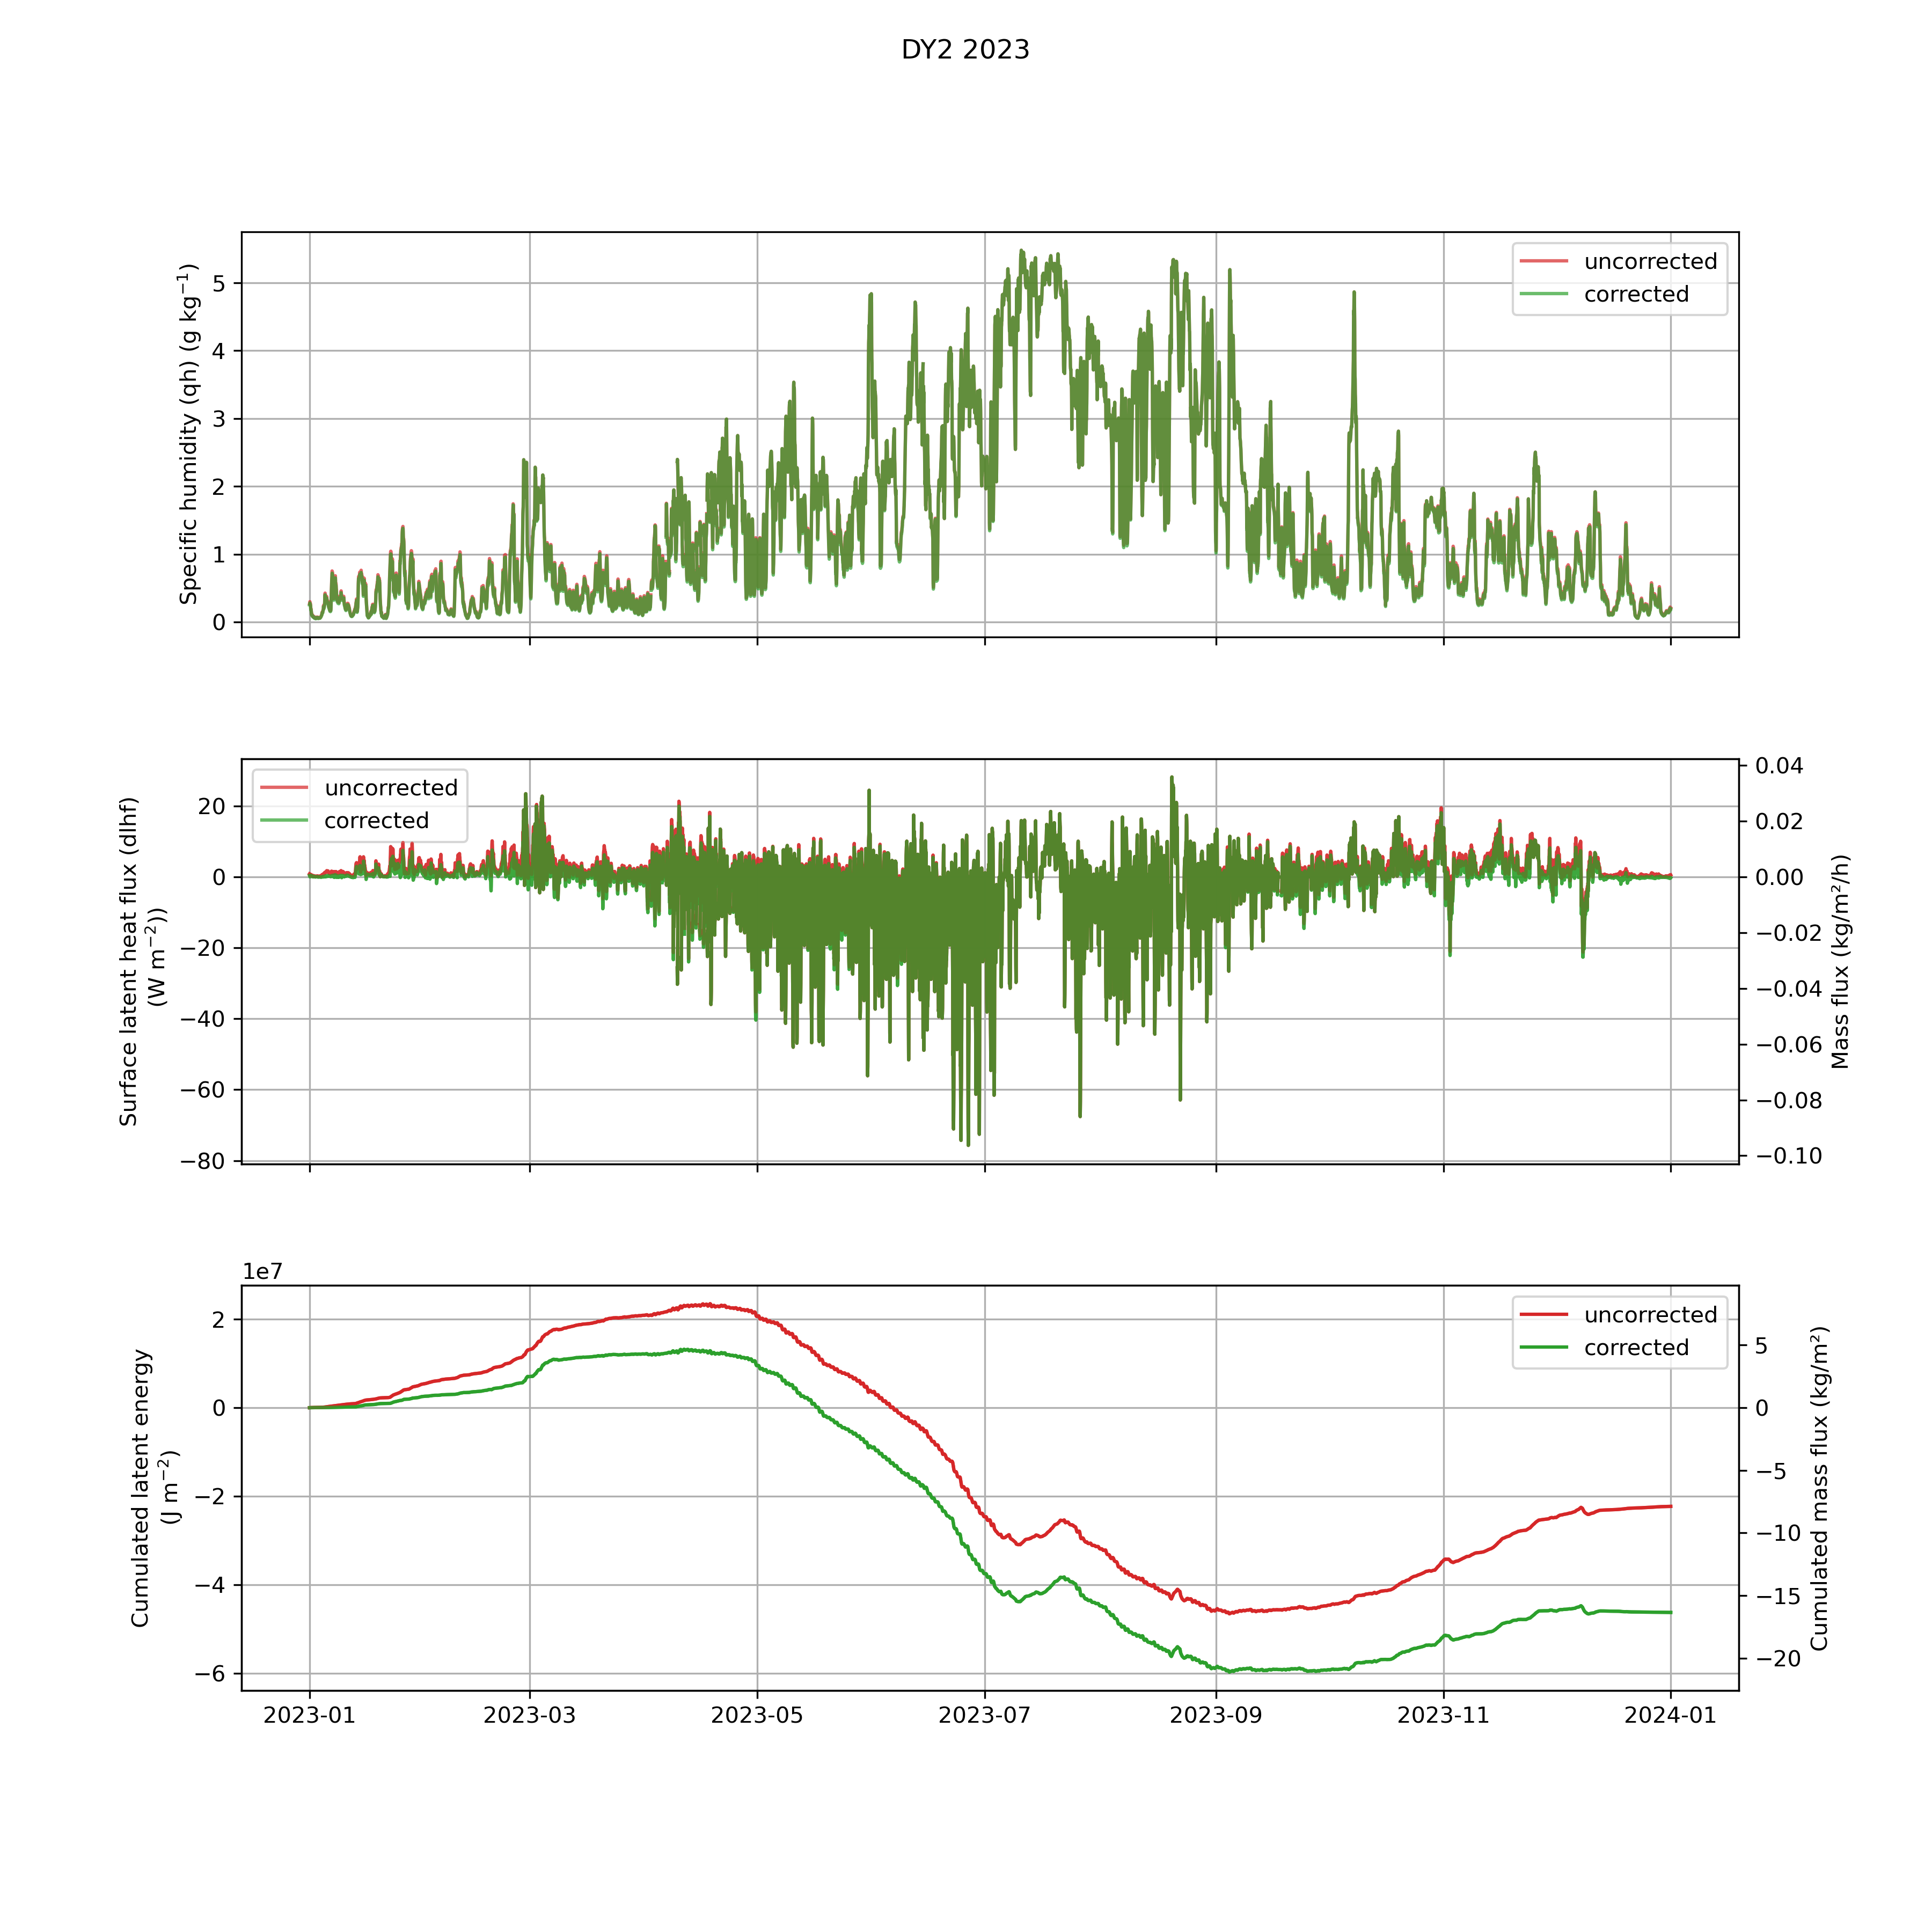 DY2 2023
Specific humidity (qh) (g kg⁻¹)
5
4
3
2
1
0
uncorrected
corrected
Surface latent heat flux (dlhf)
(W m⁻²))
20
0
−20
−40
−60
−80
uncorrected
corrected
0.04
0.02
0.00
−0.02
−0.04
−0.06
−0.08
−0.10
Mass flux (kg/m²/h)
1e7
Cumulated latent energy
(J m⁻²)
2
0
−2
−4
−6
uncorrected
corrected
5
0
−5
−10
−15
−20
Cumulated mass flux (kg/m²)
2023-01
2023-03
2023-05
2023-07
2023-09
2023-11
2024-01